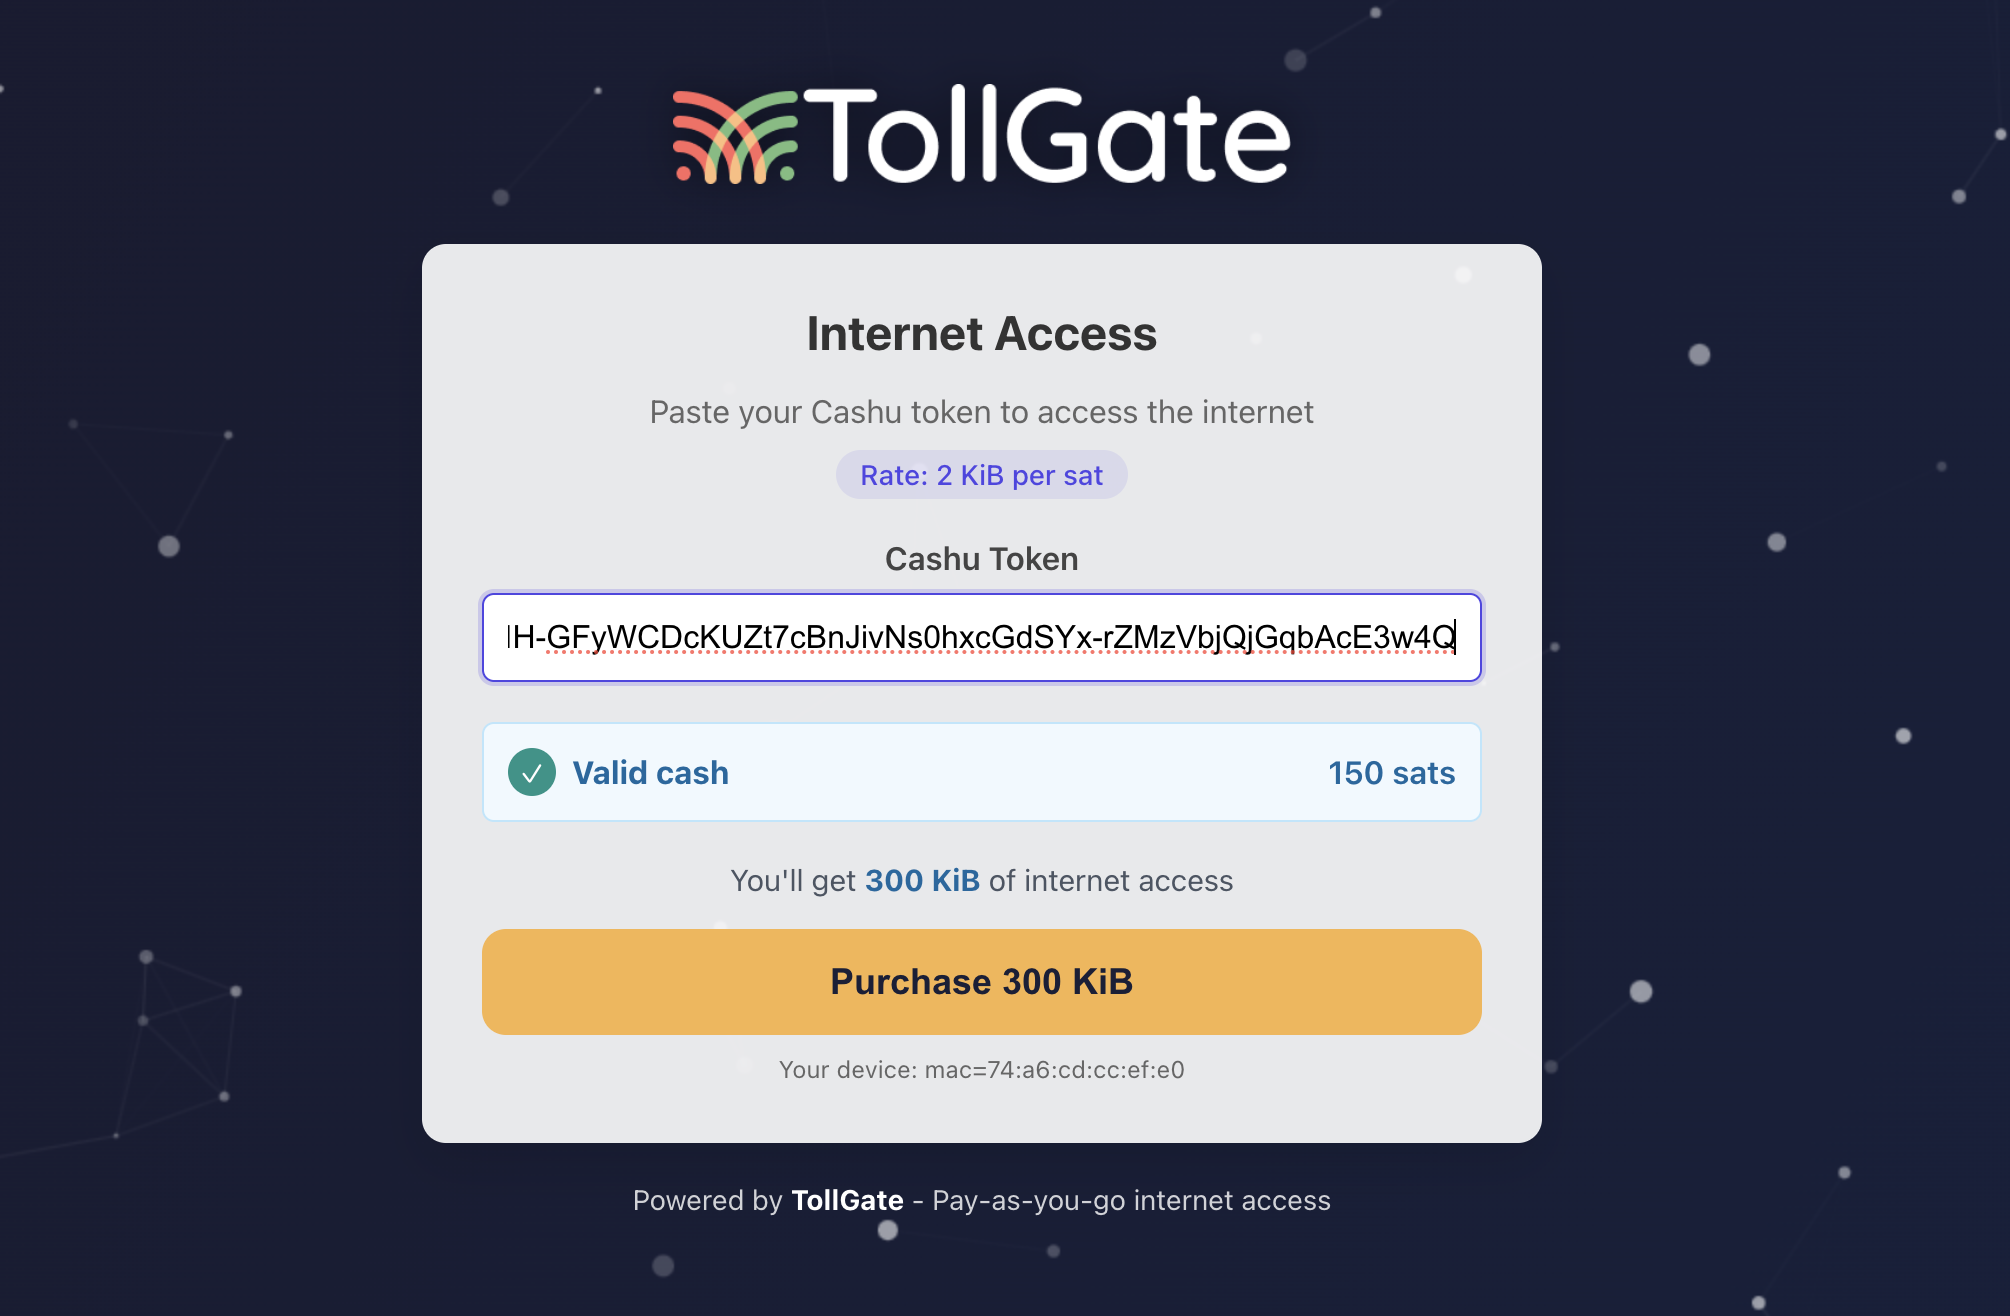 TollGate
Internet Access
Paste your Cashu token to access the internet
Rate: 2 KiB per sat
Cashu Token
H-GFyWCDcKUZt7cBnJivNs0hxcGdSYx-rZMzVbjQjGqbAcE3w4Q
Valid cash
150 sats
You'll get 300 KiB of internet access
Purchase 300 KiB
Your device: mac=74:a6:cd:cc:ef:e0
Powered by TollGate - Pay-as-you-go internet access